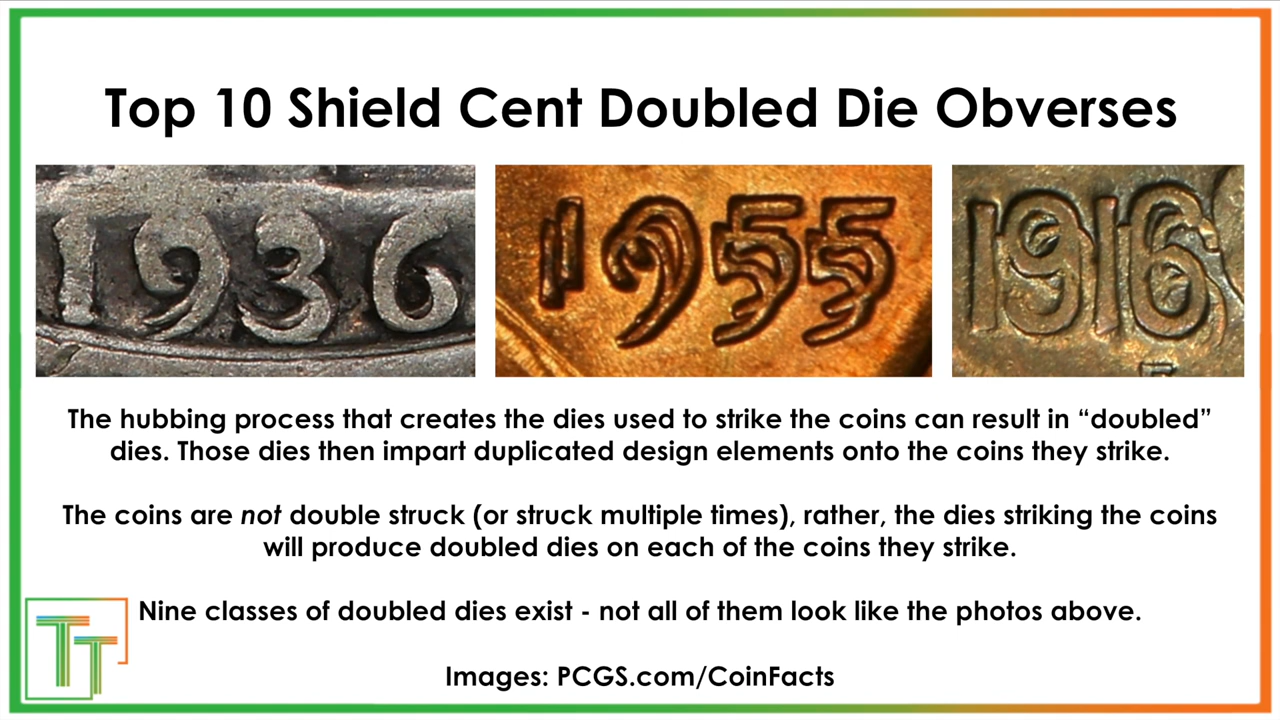 Top 10 Shield Cent Doubled Die Obverses
1936
1955
1916
The hubbing process that creates the dies used to strike the coins can result in “doubled”
dies. Those dies then impart duplicated design elements onto the coins they strike.
The coins are not double struck (or struck multiple times), rather, the dies striking the coins
will produce doubled dies on each of the coins they strike.
Nine classes of doubled dies exist - not all of them look like the photos above.
TT
Images: PCGS.com/CoinFacts